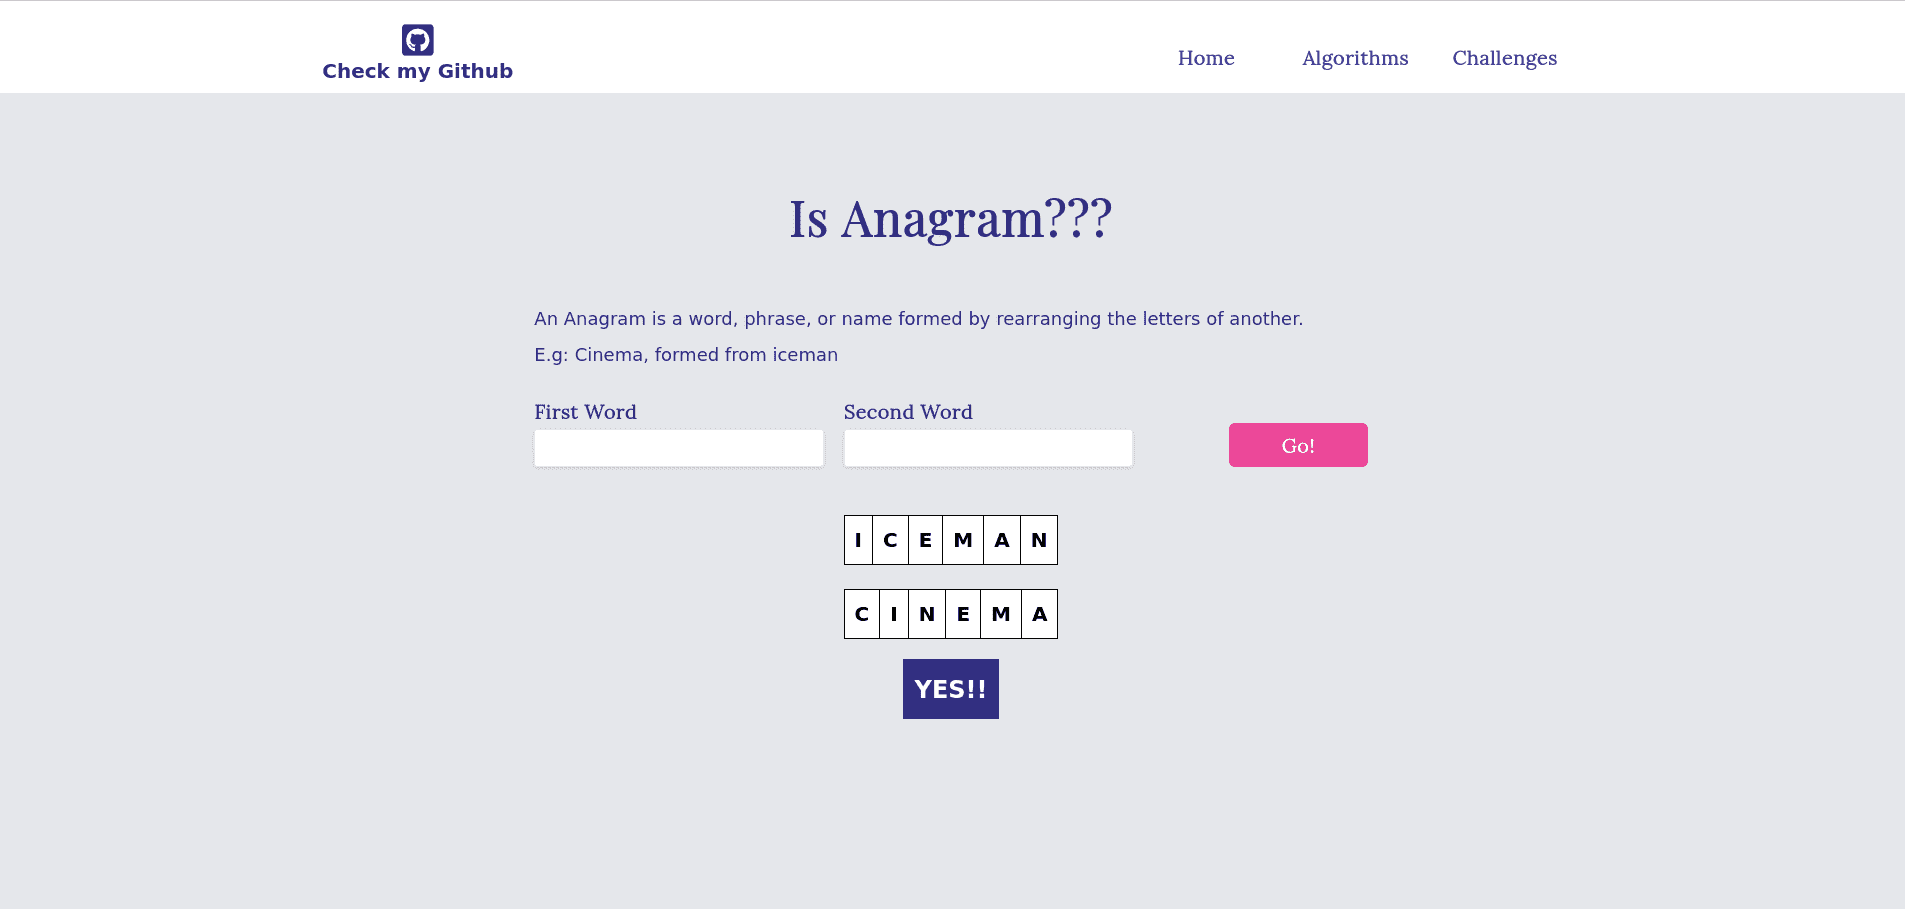 Check my Github
Home Algorithms Challenges
Is Anagram???
An Anagram is a word, phrase, or name formed by rearranging the letters of another.
E.g: Cinema, formed from iceman
First Word Second Word
Go!
I C E M A N
C I N E M A
YES!!